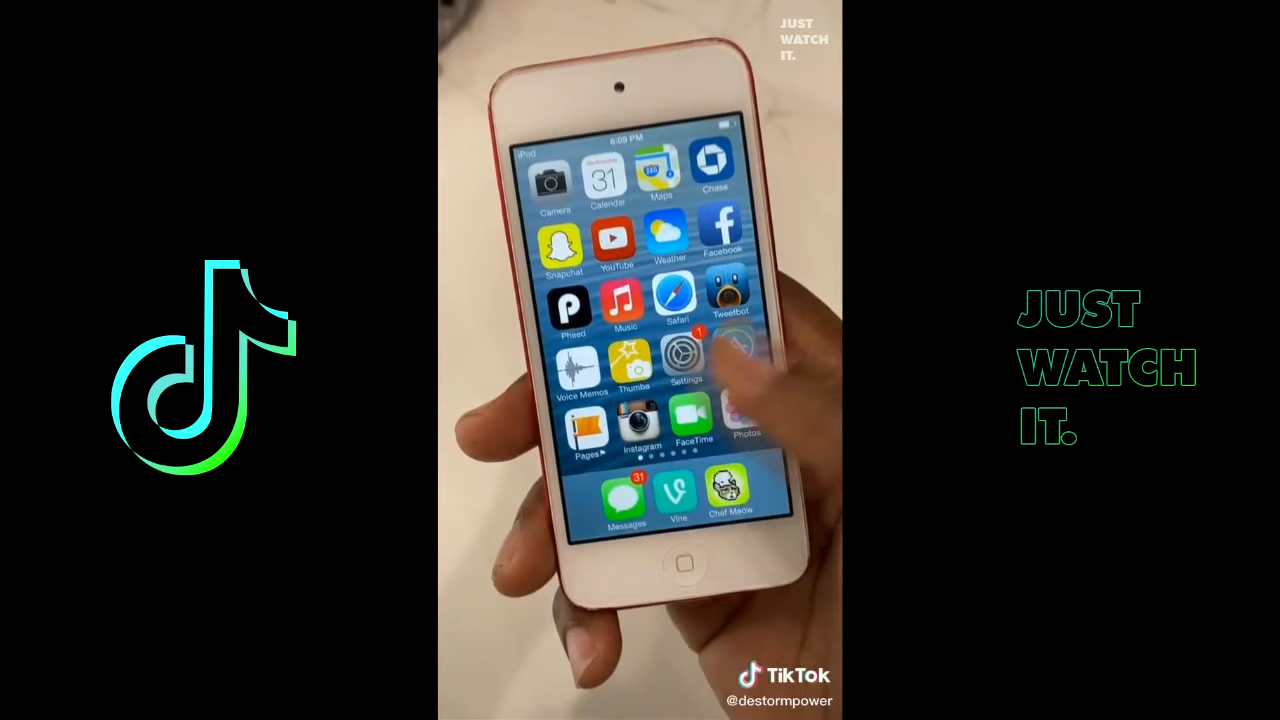 JUST
WATCH
IT.
iPod 6:09 PM
Wednesday
31
280
Camera Calendar Maps Chase
Snapchat YouTube Weather Facebook
Pheed Music Safari Tweetbot
1
Voice Memos Thumba Settings
Pages Instagram FaceTime Photos
31
Messages Vine Chef Meow
JUST
WATCH
IT.
TikTok
@destormpower